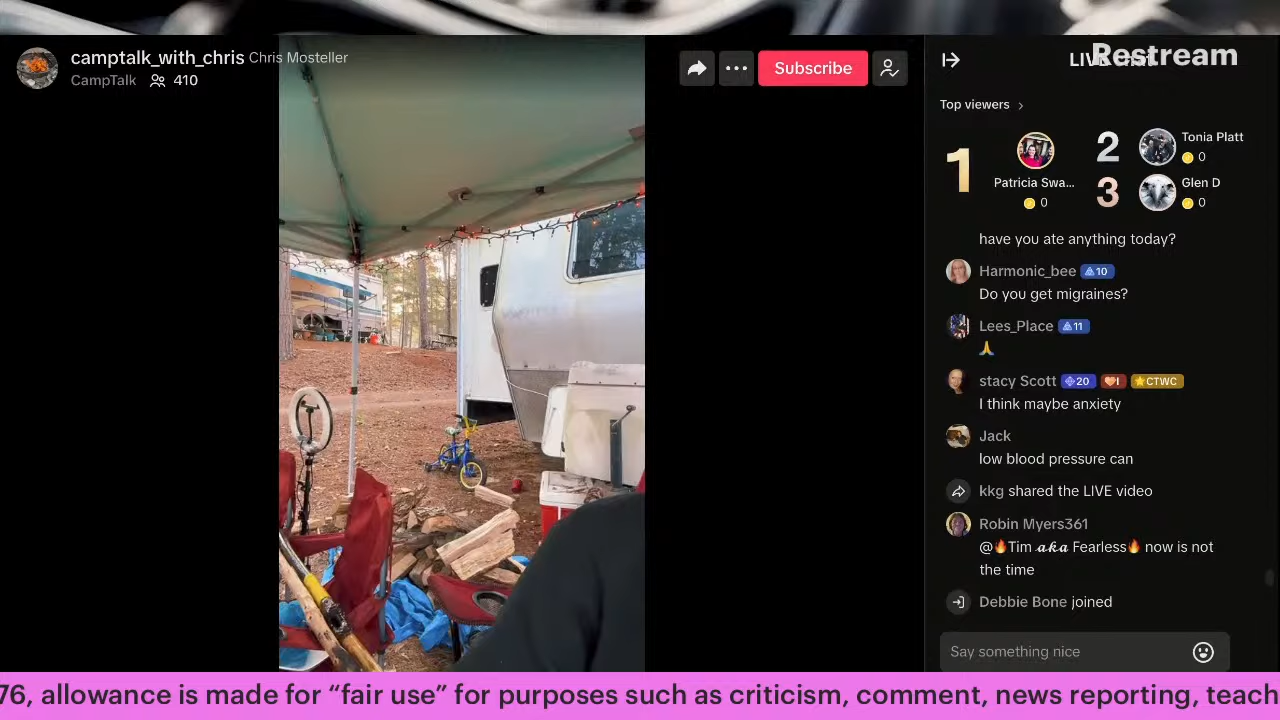 camptalk_with_chris Chris Mosteller
CampTalk 410
Subscribe
Restream
Top viewers
1
Patricia Swa...
0
2
Tonia Platt
0
3
Glen D
0
have you ate anything today?
Harmonic_bee 10
Do you get migraines?
Lees_Place 11
🙏
stacy Scott 20 I CTWC
I think maybe anxiety
Jack
low blood pressure can
kkg shared the LIVE video
Robin Myers361
@🔥Tim 𝓪𝓴𝓪 Fearless🔥 now is not
the time
Debbie Bone joined
Say something nice
76, allowance is made for “fair use” for purposes such as criticism, comment, news reporting, teach